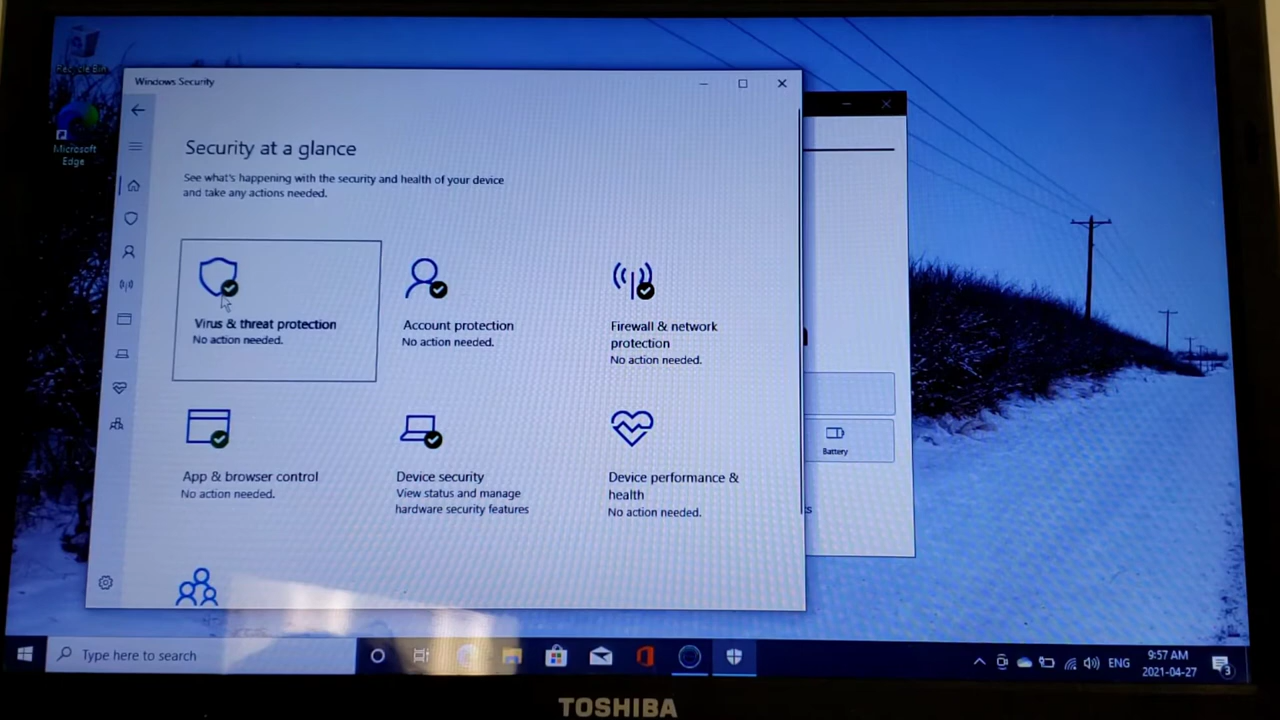 Recycle Bin
Microsoft
Edge
Windows Security
Security at a glance
See what's happening with the security and health of your device
and take any actions needed.
Virus & threat protection
No action needed.
Account protection
No action needed.
Firewall & network
protection
No action needed.
App & browser control
No action needed.
Device security
View status and manage
hardware security features
Device performance &
health
No action needed.
Battery
Type here to search
ENG
9:57 AM
2021-04-27
3
TOSHIBA